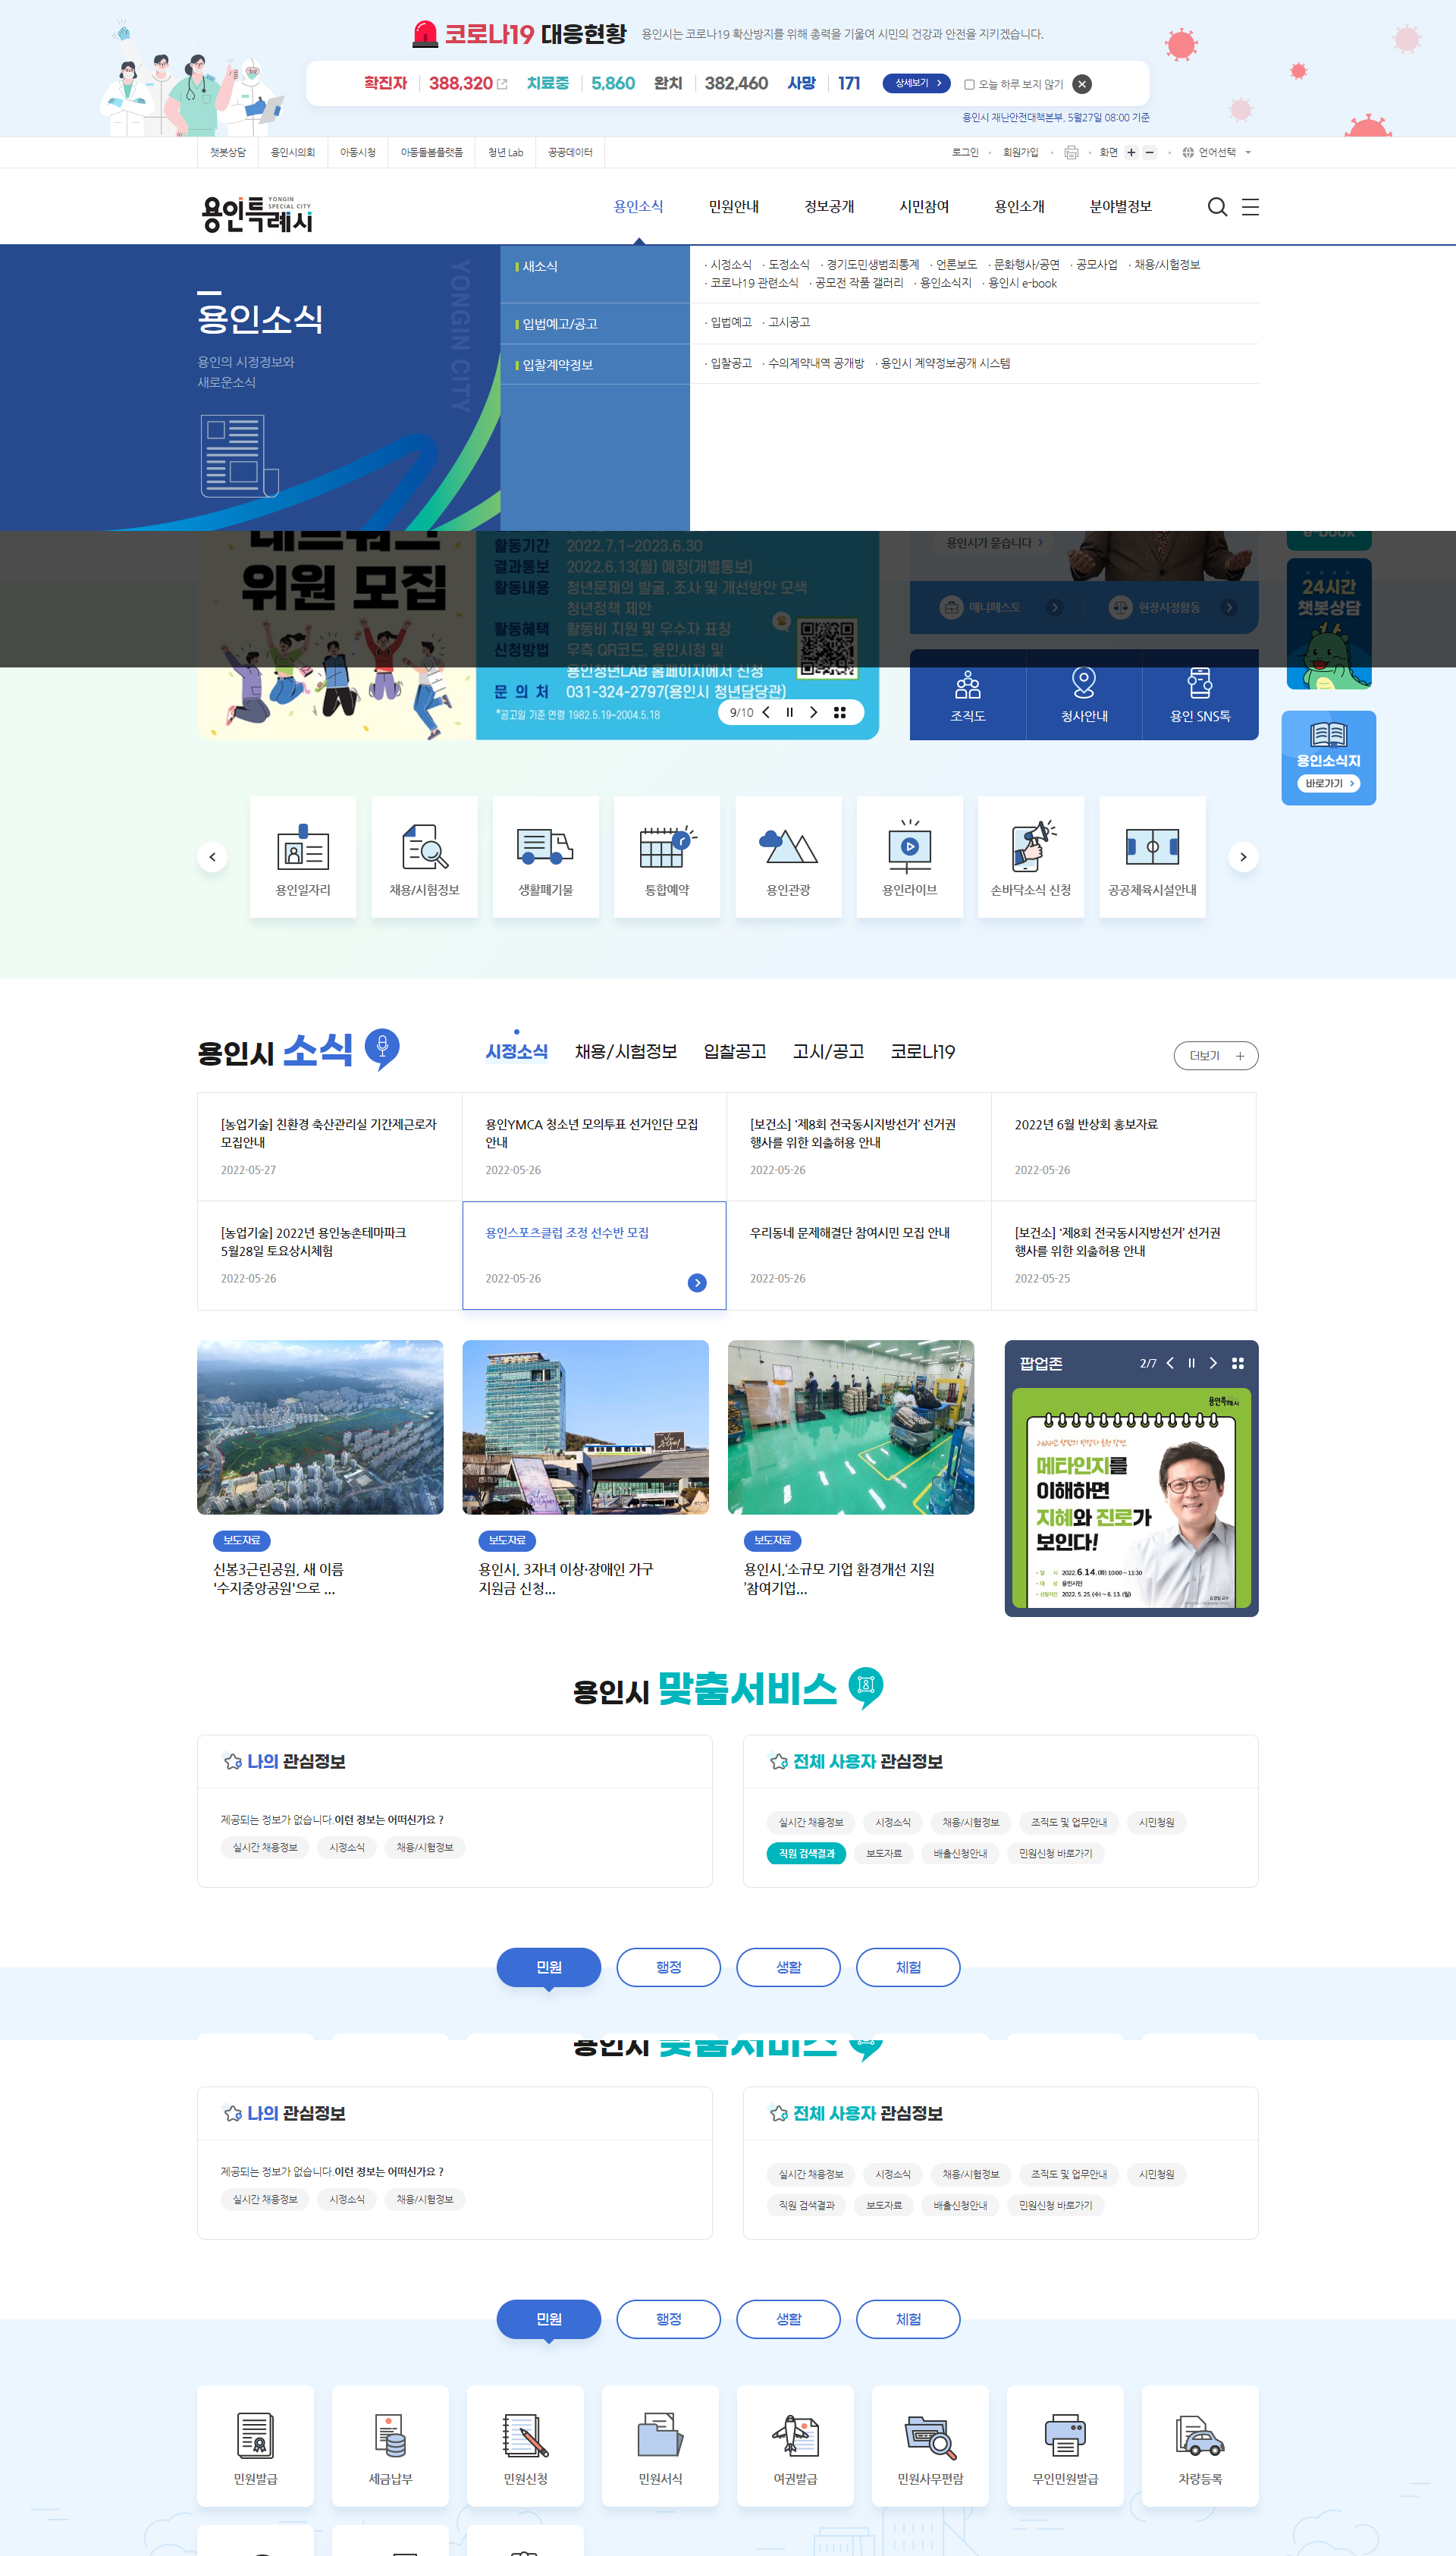 코로나19 대응현황 용인시는 코로나19 확산방지를 위해 총력을 기울여 시민의 건강과 안전을 지키겠습니다.
확진자 388,320 치료중 5,860 완치 382,460 사망 171 상세보기 오늘 하루 보지 않기
용인시 재난안전대책본부, 5월27일 08:00 기준
챗봇상담 용인시의회 아동시청 아동돌봄플랫폼 청년 Lab 공공데이터 로그인 회원가입 화면 언어선택
용인특례시 YONGIN SPECIAL CITY
용인소식 민원안내 정보공개 시민참여 용인소개 분야별정보
용인소식
용인의 시정정보와
새로운소식
YONGIN CITY
새소식
· 시정소식 · 도정소식 · 경기도민생범죄통계 · 언론보도 · 문화행사/공연 · 공모사업 · 채용/시험정보
· 코로나19 관련소식 · 공모전 작품 갤러리 · 용인소식지 · 용인시 e-book
입법예고/공고 · 입법예고 · 고시공고
입찰계약정보 · 입찰공고 · 수의계약내역 공개방 · 용인시 계약정보공개 시스템
네트워크
위원 모집
활동기간 2022.7.1~2023.6.30
결과통보 2022.6.13(월) 예정(개별통보)
활동내용 청년문제의 발굴, 조사 및 개선방안 모색
청년정책 제안
활동혜택 활동비 지원 및 우수자 표창
신청방법 우측 QR코드, 용인시청 및
용인청년LAB 홈페이지에서 신청
문 의 처 031-324-2797(용인시 청년담당관)
*공고일 기준 연령 1982.5.19~2004.5.18
9/10
용인시가 묻습니다
매니페스토 현장시정활동
조직도 청사안내 용인 SNS톡
e-book
24시간
챗봇상담
용인소식지
바로가기
용인일자리 채용/시험정보 생활폐기물 통합예약 용인관광 용인라이브 손바닥소식 신청 공공체육시설안내
용인시 소식
시정소식 채용/시험정보 입찰공고 고시/공고 코로나19 더보기
[농업기술] 친환경 축산관리실 기간제근로자
모집안내
2022-05-27
용인YMCA 청소년 모의투표 선거인단 모집
안내
2022-05-26
[보건소] ‘제8회 전국동시지방선거’ 선거권
행사를 위한 외출허용 안내
2022-05-26
2022년 6월 반상회 홍보자료
2022-05-26
[농업기술] 2022년 용인농촌테마파크
5월28일 토요상시체험
2022-05-26
용인스포츠클럽 조정 선수반 모집
2022-05-26
우리동네 문제해결단 참여시민 모집 안내
2022-05-26
[보건소] ‘제8회 전국동시지방선거’ 선거권
행사를 위한 외출허용 안내
2022-05-25
보도자료
신봉3근린공원, 새 이름
'수지중앙공원'으로 ...
보도자료
용인시, 3자녀 이상·장애인 가구
지원금 신청...
보도자료
용인시,‘소규모 기업 환경개선 지원
’참여기업...
팝업존 2/7
용인특례시
메타인지를
이해하면
지혜와 진로가
보인다!
일 시 2022. 6.14. (화) 10:00 ~ 11:30
대 상 용인시민
신청기간 2022. 5. 25. (수) ~ 6. 13. (월)
용인시 맞춤서비스
나의 관심정보
제공되는 정보가 없습니다.이런 정보는 어떠신가요 ?
실시간 채용정보 시정소식 채용/시험정보
전체 사용자 관심정보
실시간 채용정보 시정소식 채용/시험정보 조직도 및 업무안내 시민청원
직원 검색결과 보도자료 배출신청안내 민원신청 바로가기
민원 행정 생활 체험
용인시 맞춤서비스
나의 관심정보
제공되는 정보가 없습니다.이런 정보는 어떠신가요 ?
실시간 채용정보 시정소식 채용/시험정보
전체 사용자 관심정보
실시간 채용정보 시정소식 채용/시험정보 조직도 및 업무안내 시민청원
직원 검색결과 보도자료 배출신청안내 민원신청 바로가기
민원 행정 생활 체험
민원발급 세금납부 민원신청 민원서식 여권발급 민원사무편람 무인민원발급 차량등록